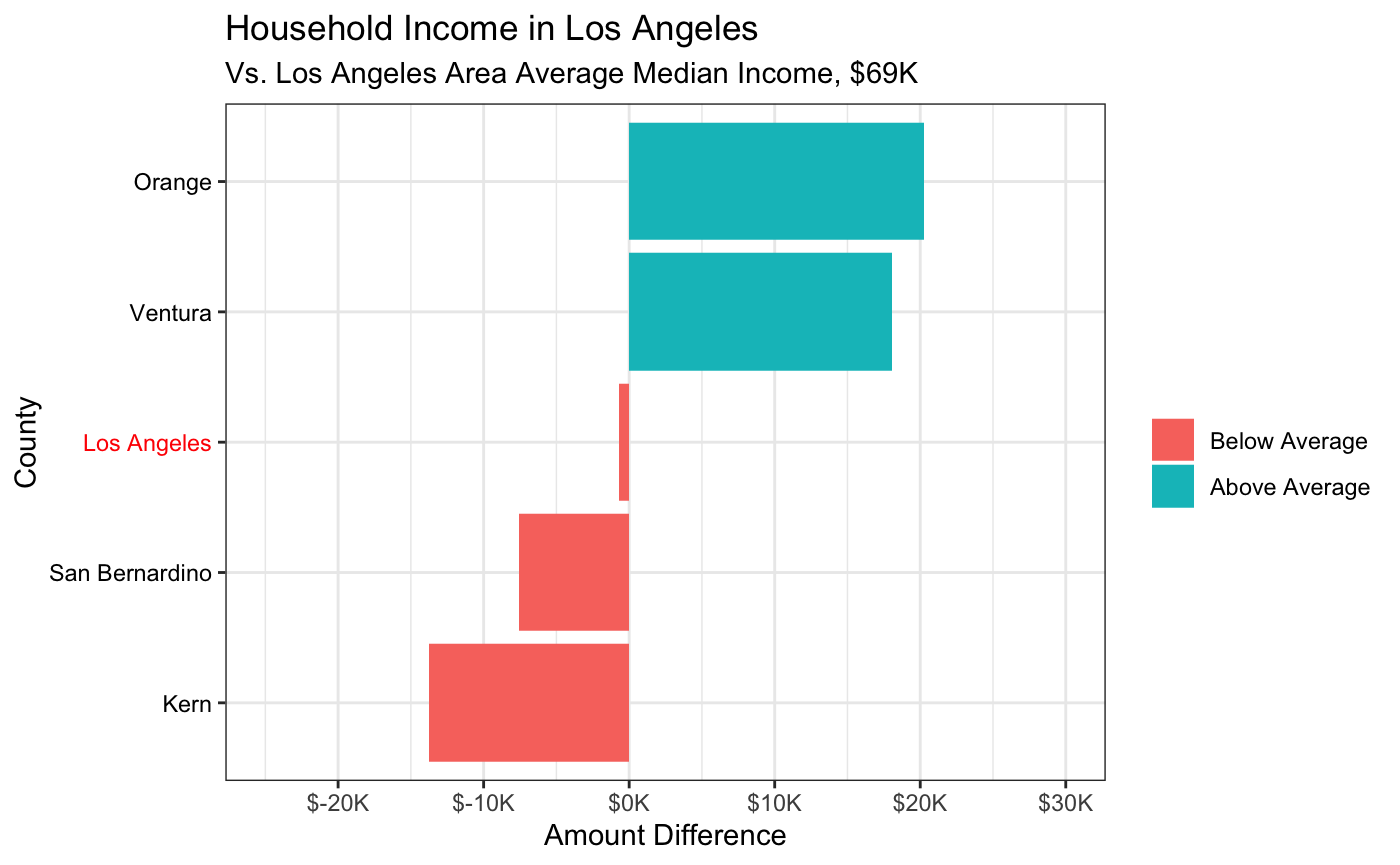 Household Income in Los Angeles
Vs. Los Angeles Area Average Median Income, $69K
County
Orange
Ventura
Los Angeles
San Bernardino
Kern
$-20K $-10K $0K $10K $20K $30K
Amount Difference
Below Average
Above Average